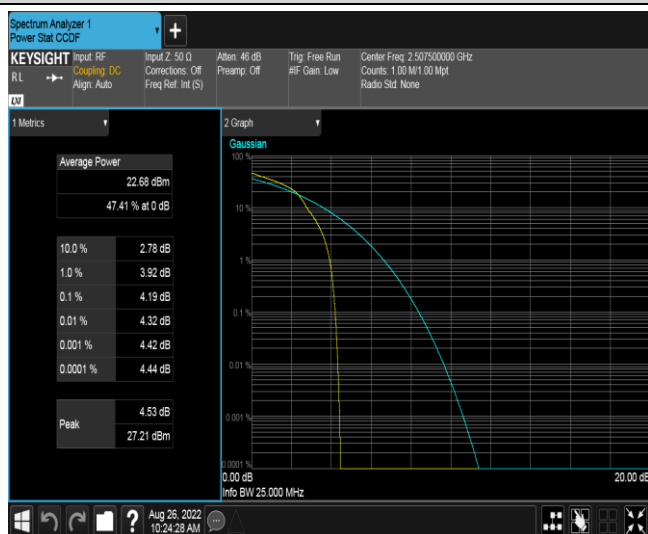 Spectrum Analyzer 1
Power Stat CCDF
KEYSIGHT
RL
LXI
Input: RF
Coupling: DC
Align: Auto
Input Z: 50 Ω
Corrections: Off
Freq Ref: Int (S)
Atten: 46 dB
Preamp: Off
Trig: Free Run
#IF Gain: Low
Center Freq: 2.507500000 GHz
Counts: 1.00 M/1.00 Mpt
Radio Std: None
1 Metrics
Average Power
22.68 dBm
47.41 % at 0 dB
10.0 % 2.78 dB
1.0 % 3.92 dB
0.1 % 4.19 dB
0.01 % 4.32 dB
0.001 % 4.42 dB
0.0001 % 4.44 dB
Peak
4.53 dB
27.21 dBm
2 Graph
Gaussian
100 %
10 %
1 %
0.1 %
0.01 %
0.001 %
0.0001 %
0.00 dB
20.00 dB
Info BW 25.000 MHz
?
Aug 26, 2022
10:24:28 AM